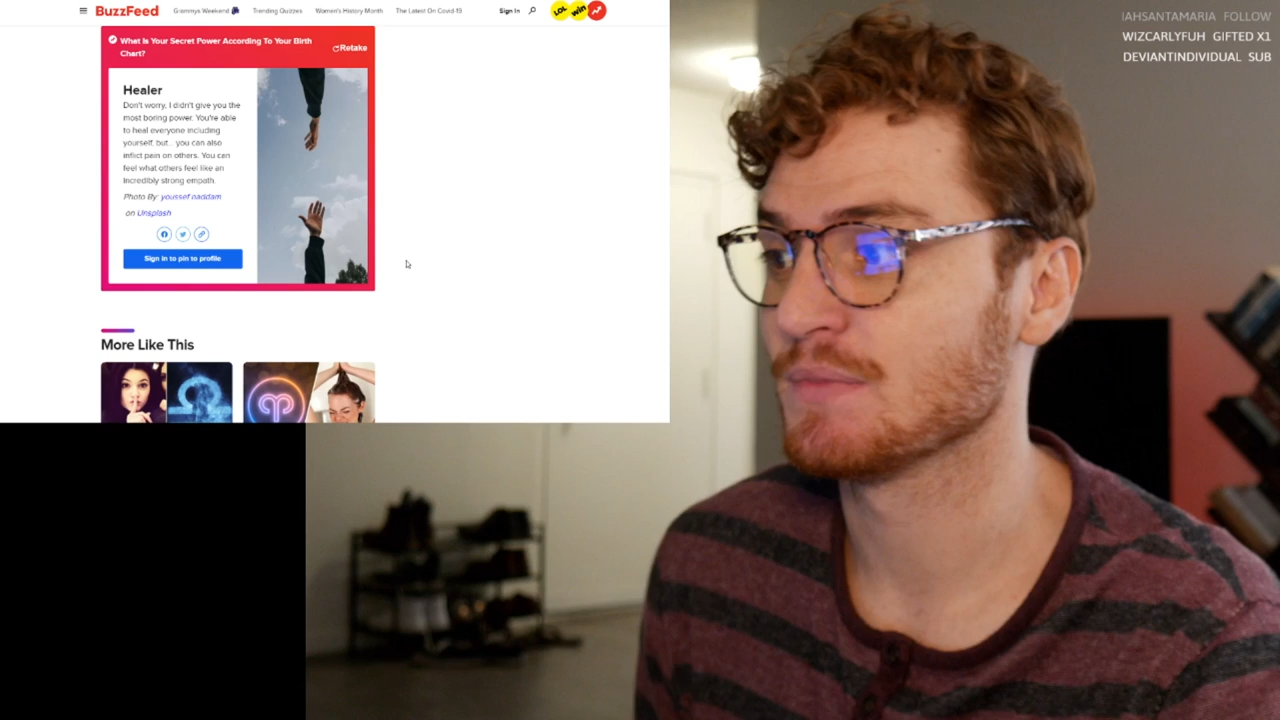 BuzzFeed
Grammys Weekend
Trending Quizzes
Women's History Month
The Latest On Covid-19
Sign In
LOL
win
What Is Your Secret Power According To Your Birth
Chart?
Retake
Healer
Don't worry, I didn't give you the
most boring power. You're able
to heal everyone including
yourself, but... you can also
inflict pain on others. You can
feel what others feel like an
incredibly strong empath.
Photo By: youssef naddam
on Unsplash
Sign in to pin to profile
More Like This
IAHSANTAMARIA FOLLOW
WIZCARLYFUH GIFTED X1
DEVIANTINDIVIDUAL SUB